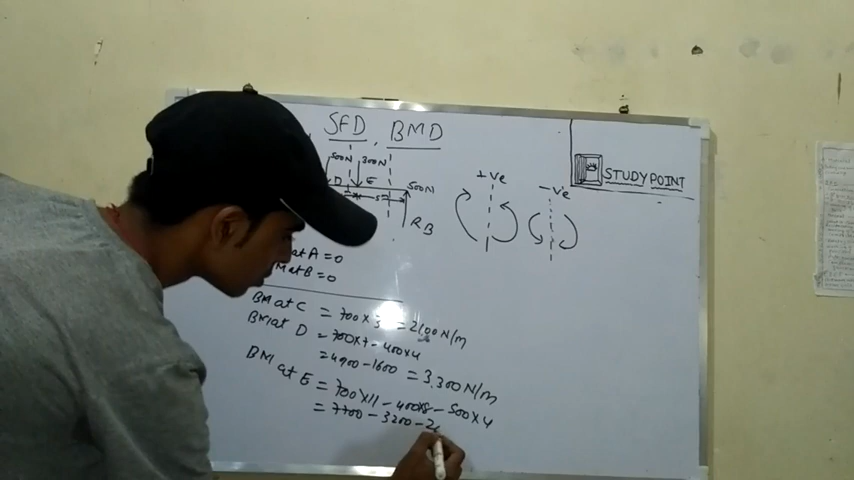 SFD, BMD
STUDY POINT
500N 300N
D E 500N
5
RB
+ve
-ve
at A = 0
M at B = 0
BM at C = 700 × 3 = 2100 N/m
BM at D = 700×7 - 400×4
= 4900 - 1600 = 3,300 N/m
BM at E = 700×11 - 400×8 - 500×4
= 7700 - 3200 - 2